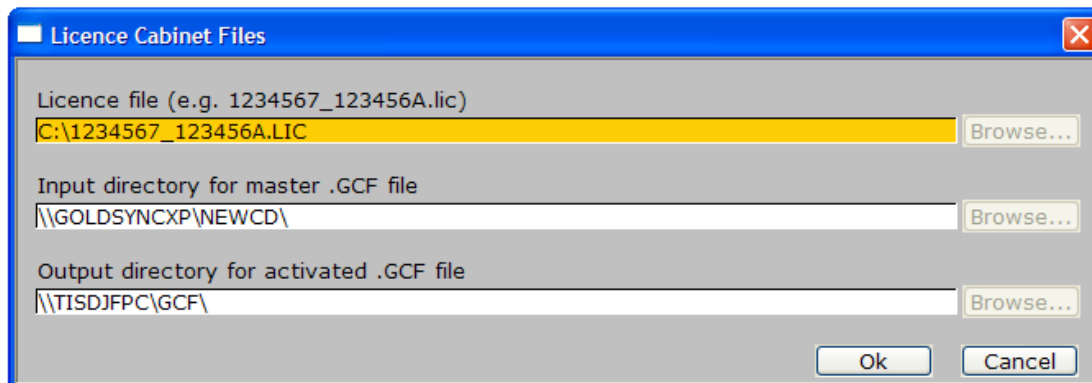 Licence Cabinet Files
Licence file (e.g. 1234567_123456A.lic)
C:\1234567_123456A.LIC Browse...
Input directory for master .GCF file
\\GOLDSYNCXP\NEWCD\ Browse...
Output directory for activated .GCF file
\\TISDJFPC\GCF\ Browse...
Ok Cancel